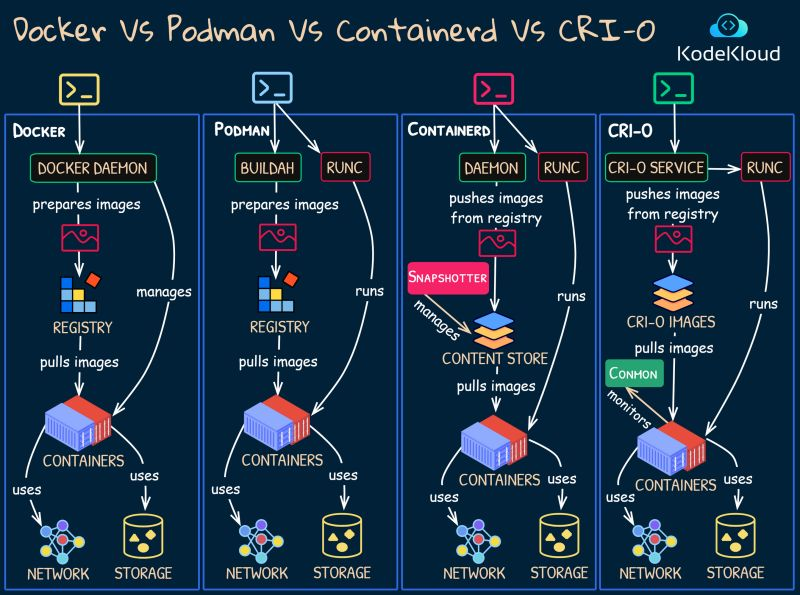 Docker VS Podman VS Containerd VS CRI-O
KodeKloud
DOCKER
DOCKER DAEMON
prepares images
manages
REGISTRY
pulls images
CONTAINERS
uses
uses
NETWORK
STORAGE
PODMAN
BUILDAH
RUNC
prepares images
runs
REGISTRY
pulls images
CONTAINERS
uses
uses
NETWORK
STORAGE
CONTAINERD
DAEMON
RUNC
pushes images
from registry
SNAPSHOTTER
manages
runs
CONTENT STORE
pulls images
CONTAINERS
uses
uses
NETWORK
STORAGE
CRI-O
CRI-O SERVICE
RUNC
pushes images
from registry
runs
CRI-O IMAGES
pulls images
CONMON
monitors
CONTAINERS
uses
uses
NETWORK
STORAGE